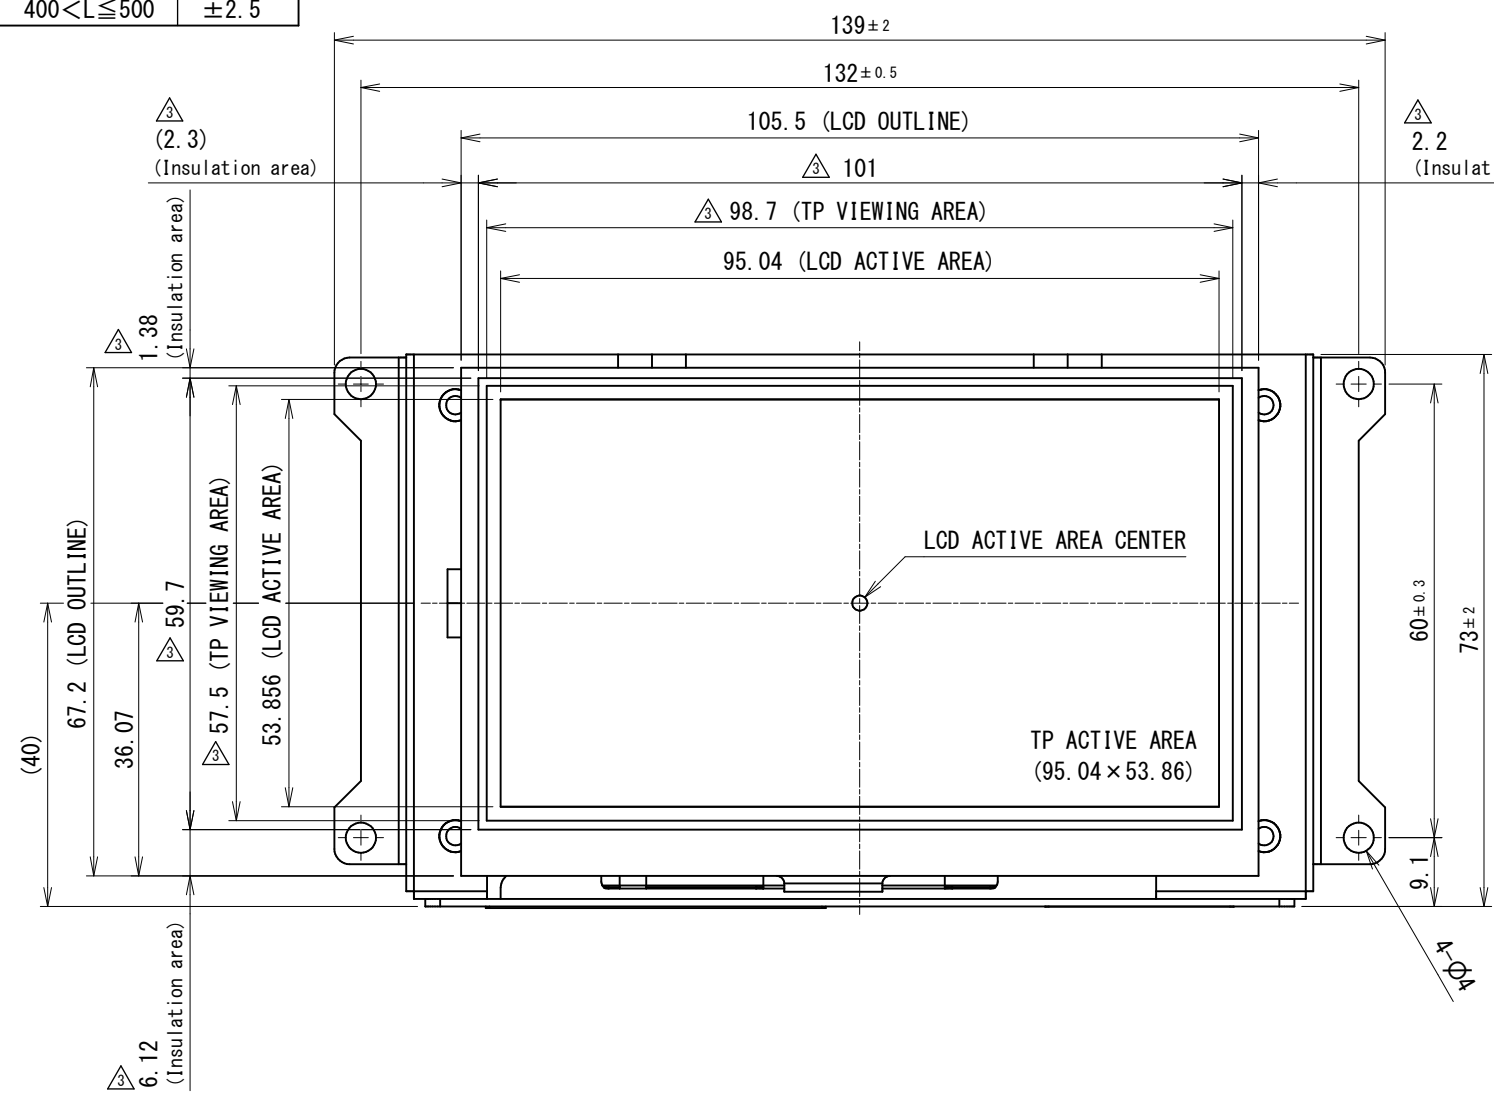 400<L≦500 ±2.5
139±2
132±0.5
3
(2.3)
(Insulation area)
105.5 (LCD OUTLINE)
3
2.2
(Insulat
3 101
3 98.7 (TP VIEWING AREA)
95.04 (LCD ACTIVE AREA)
3 1.38
(Insulation area)
67.2 (LCD OUTLINE)
3 59.7
3 57.5 (TP VIEWING AREA)
53.856 (LCD ACTIVE AREA)
36.07
(40)
LCD ACTIVE AREA CENTER
TP ACTIVE AREA
(95.04×53.86)
60±0.3
73±2
9.1
4-Φ4
3 6.12
(Insulation area)